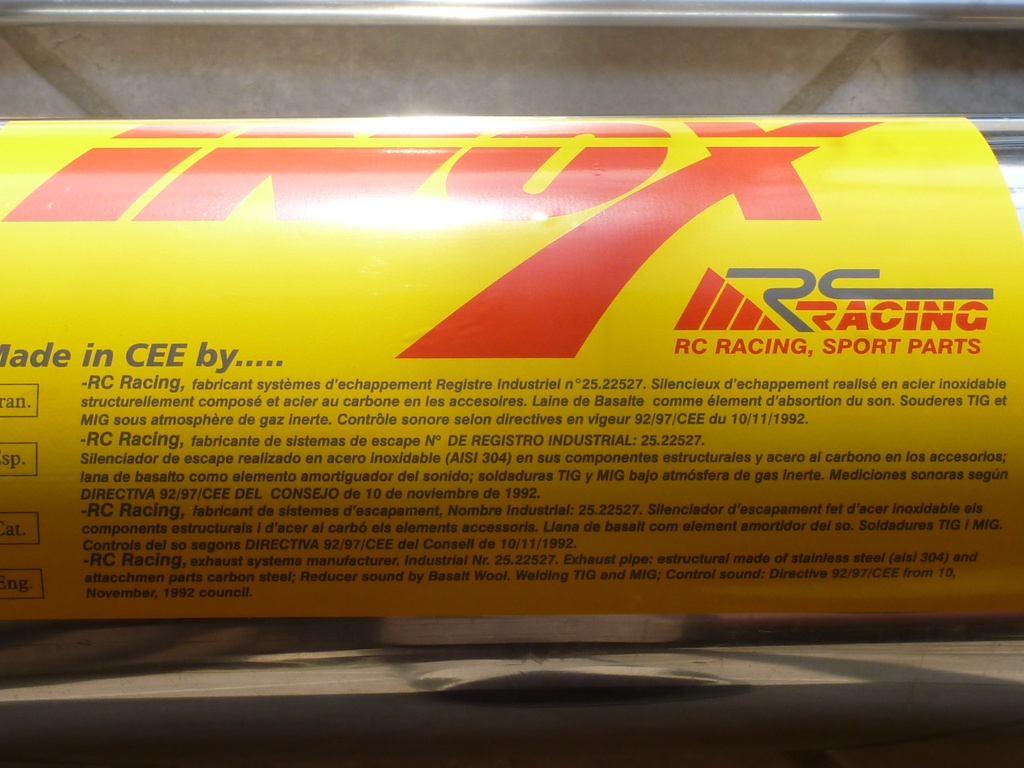 INOX
RC RACING
RC RACING, SPORT PARTS
Made in CEE by.....
ran.
-RC Racing, fabricant systèmes d'echappement Registre Industriel n°25.22527. Silencieux d'echappement realisé en acier inoxidable
structurellement composé et acier au carbone en les accesoires. Laine de Basalte comme élement d'absortion du son. Souderes TIG et
MIG sous atmosphère de gaz inerte. Contrôle sonore selon directives en vigeur 92/97/CEE du 10/11/1992.
Esp.
-RC Racing, fabricante de sistemas de escape Nº DE REGISTRO INDUSTRIAL: 25.22527.
Silenciador de escape realizado en acero inoxidable (AISI 304) en sus componentes estructurales y acero al carbono en los accesorios;
lana de basalto como elemento amortiguador del sonido; soldaduras TIG y MIG bajo atmósfera de gas inerte. Mediciones sonoras según
DIRECTIVA 92/97/CEE DEL CONSEJO de 10 de noviembre de 1992.
Cat.
-RC Racing, fabricant de sistemes d'escapament, Nombre Industrial: 25.22527. Silenciador d'escapament fet d'acer inoxidable els
components estructurals i d'acer al carbó els elements accessoris. Llana de basalt com element amortidor del so. Soldadures TIG i MIG.
Controls del so segons DIRECTIVA 92/97/CEE del Consell de 10/11/1992.
Eng.
-RC Racing, exhaust systems manufacturer. Industrial Nr. 25.22527. Exhaust pipe: estructural made of stainless steel (aisi 304) and
attacchmen parts carbon steel; Reducer sound by Basalt Wool. Welding TIG and MIG; Control sound: Directive 92/97/CEE from 10,
November, 1992 council.